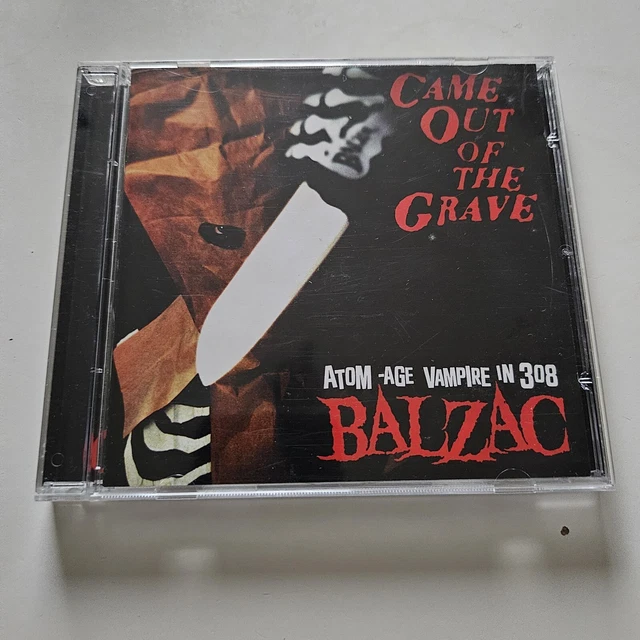 CAME
OUT
OF
THE
GRAVE
ATOM-AGE VAMPIRE IN 308
BALZAC